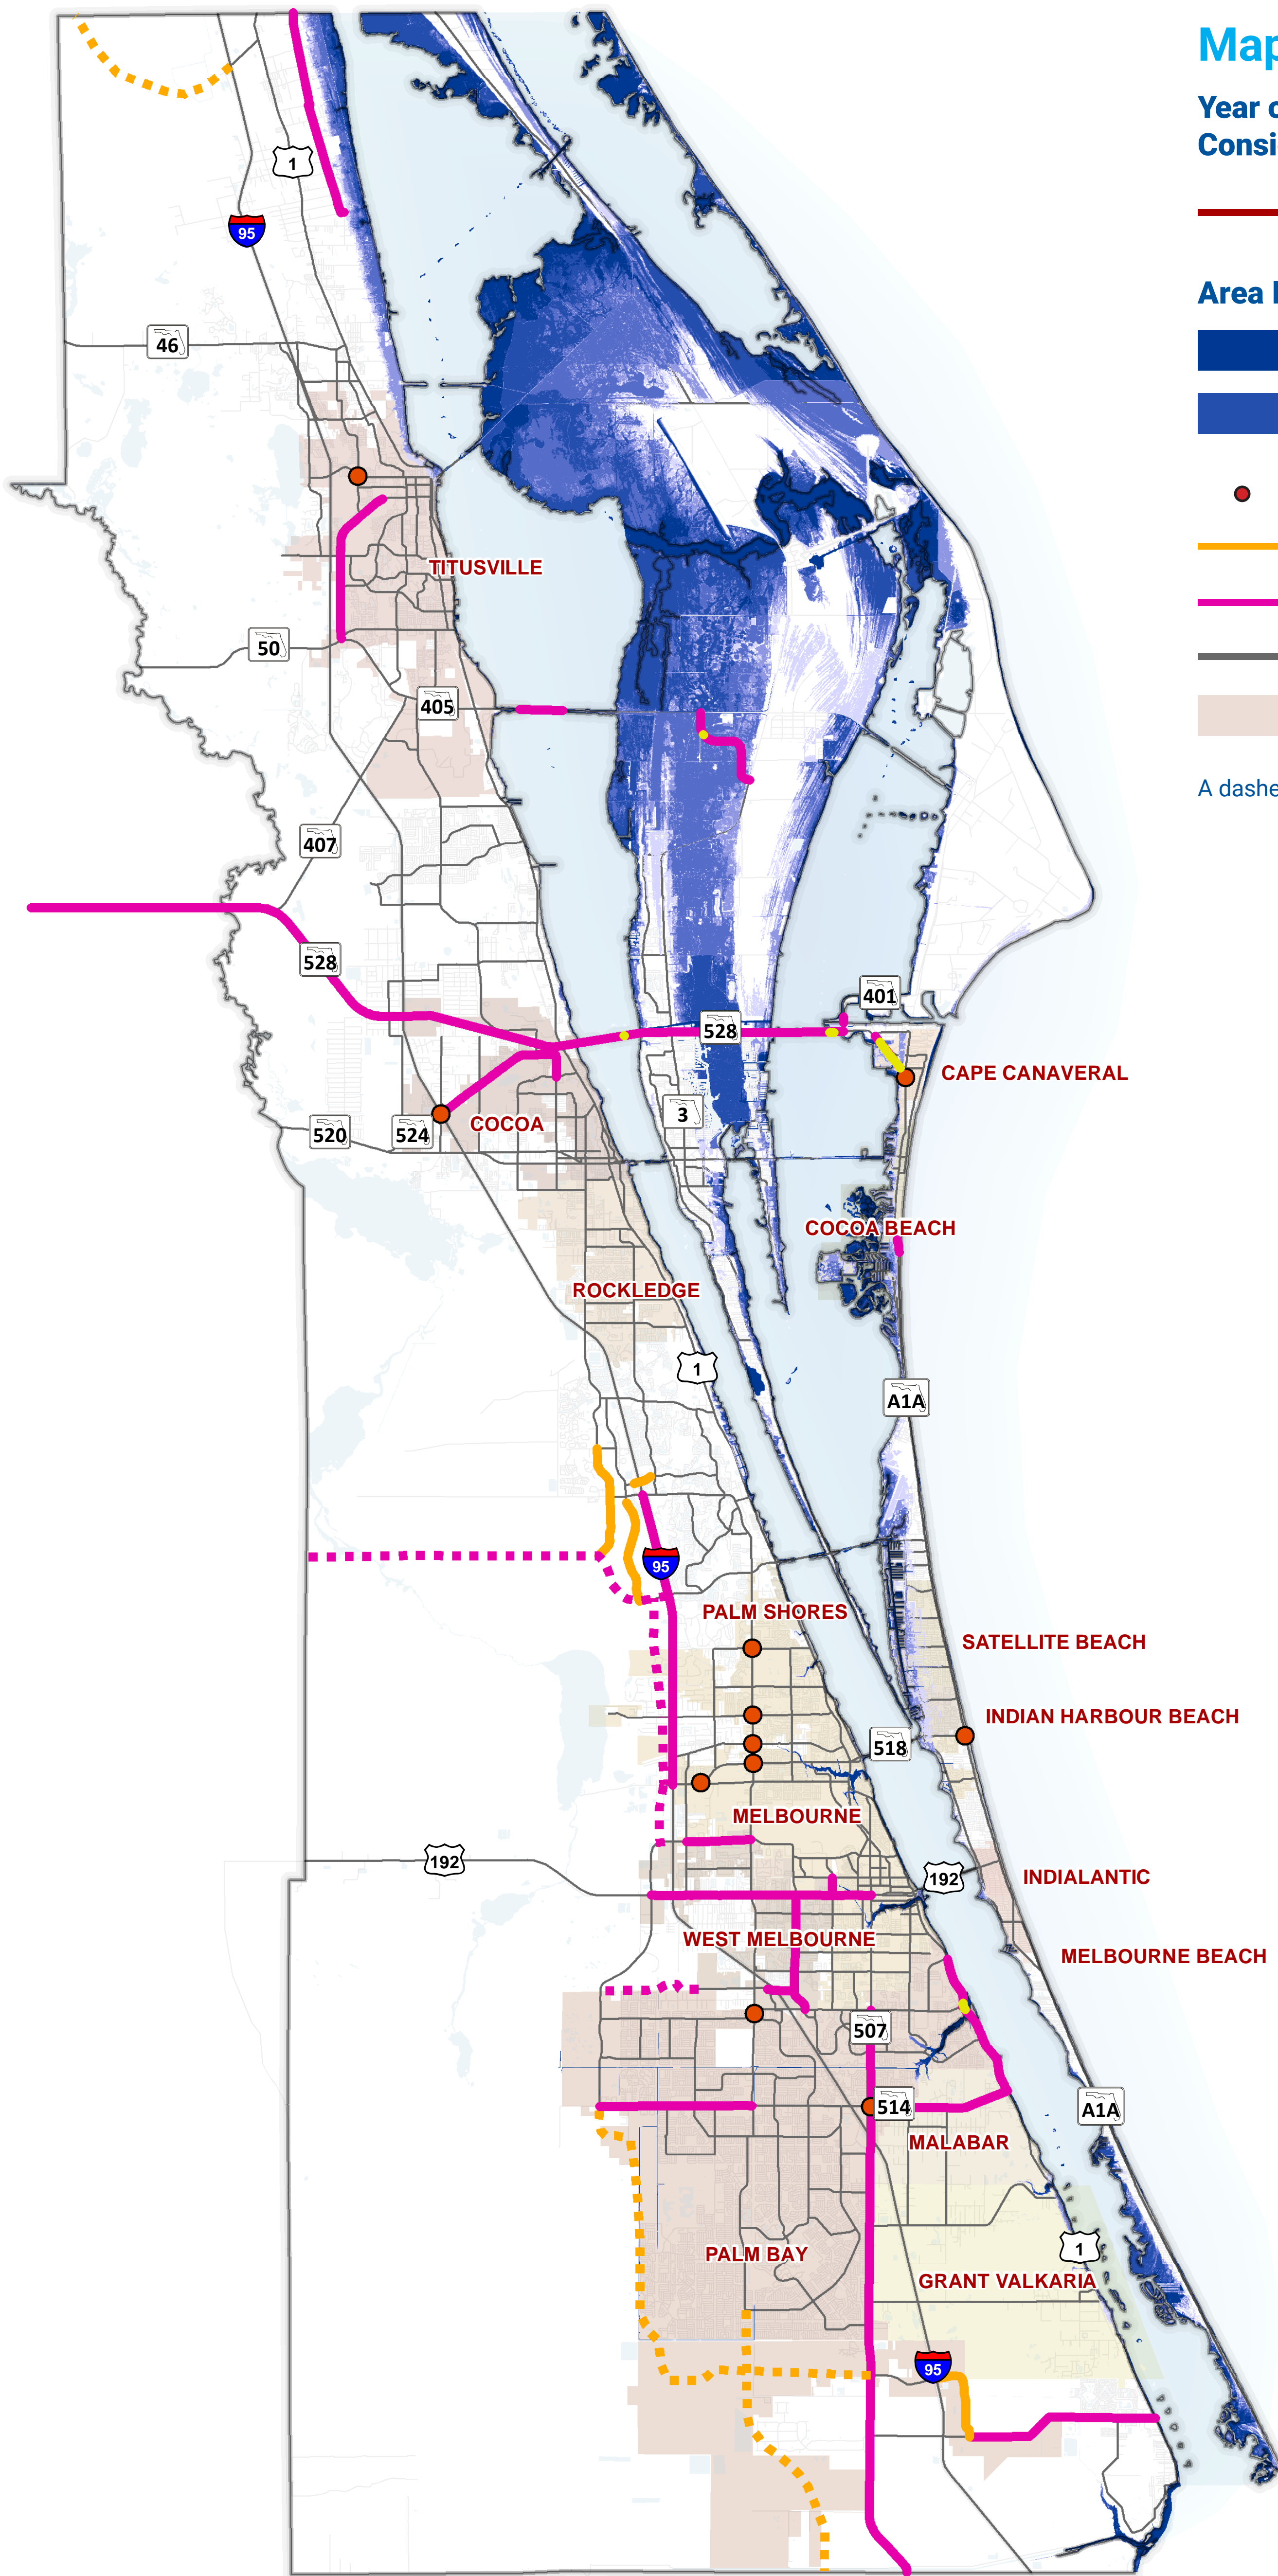 Map
Year o
Consi
1
95
Area I
46
TITUSVILLE
50
405
A dashe
407
528
401
528
CAPE CANAVERAL
3
COCOA
520
524
COCOA BEACH
ROCKLEDGE
1
A1A
95
PALM SHORES
SATELLITE BEACH
INDIAN HARBOUR BEACH
518
MELBOURNE
192
192
INDIALANTIC
WEST MELBOURNE
MELBOURNE BEACH
507
514
A1A
MALABAR
1
PALM BAY
GRANT VALKARIA
95